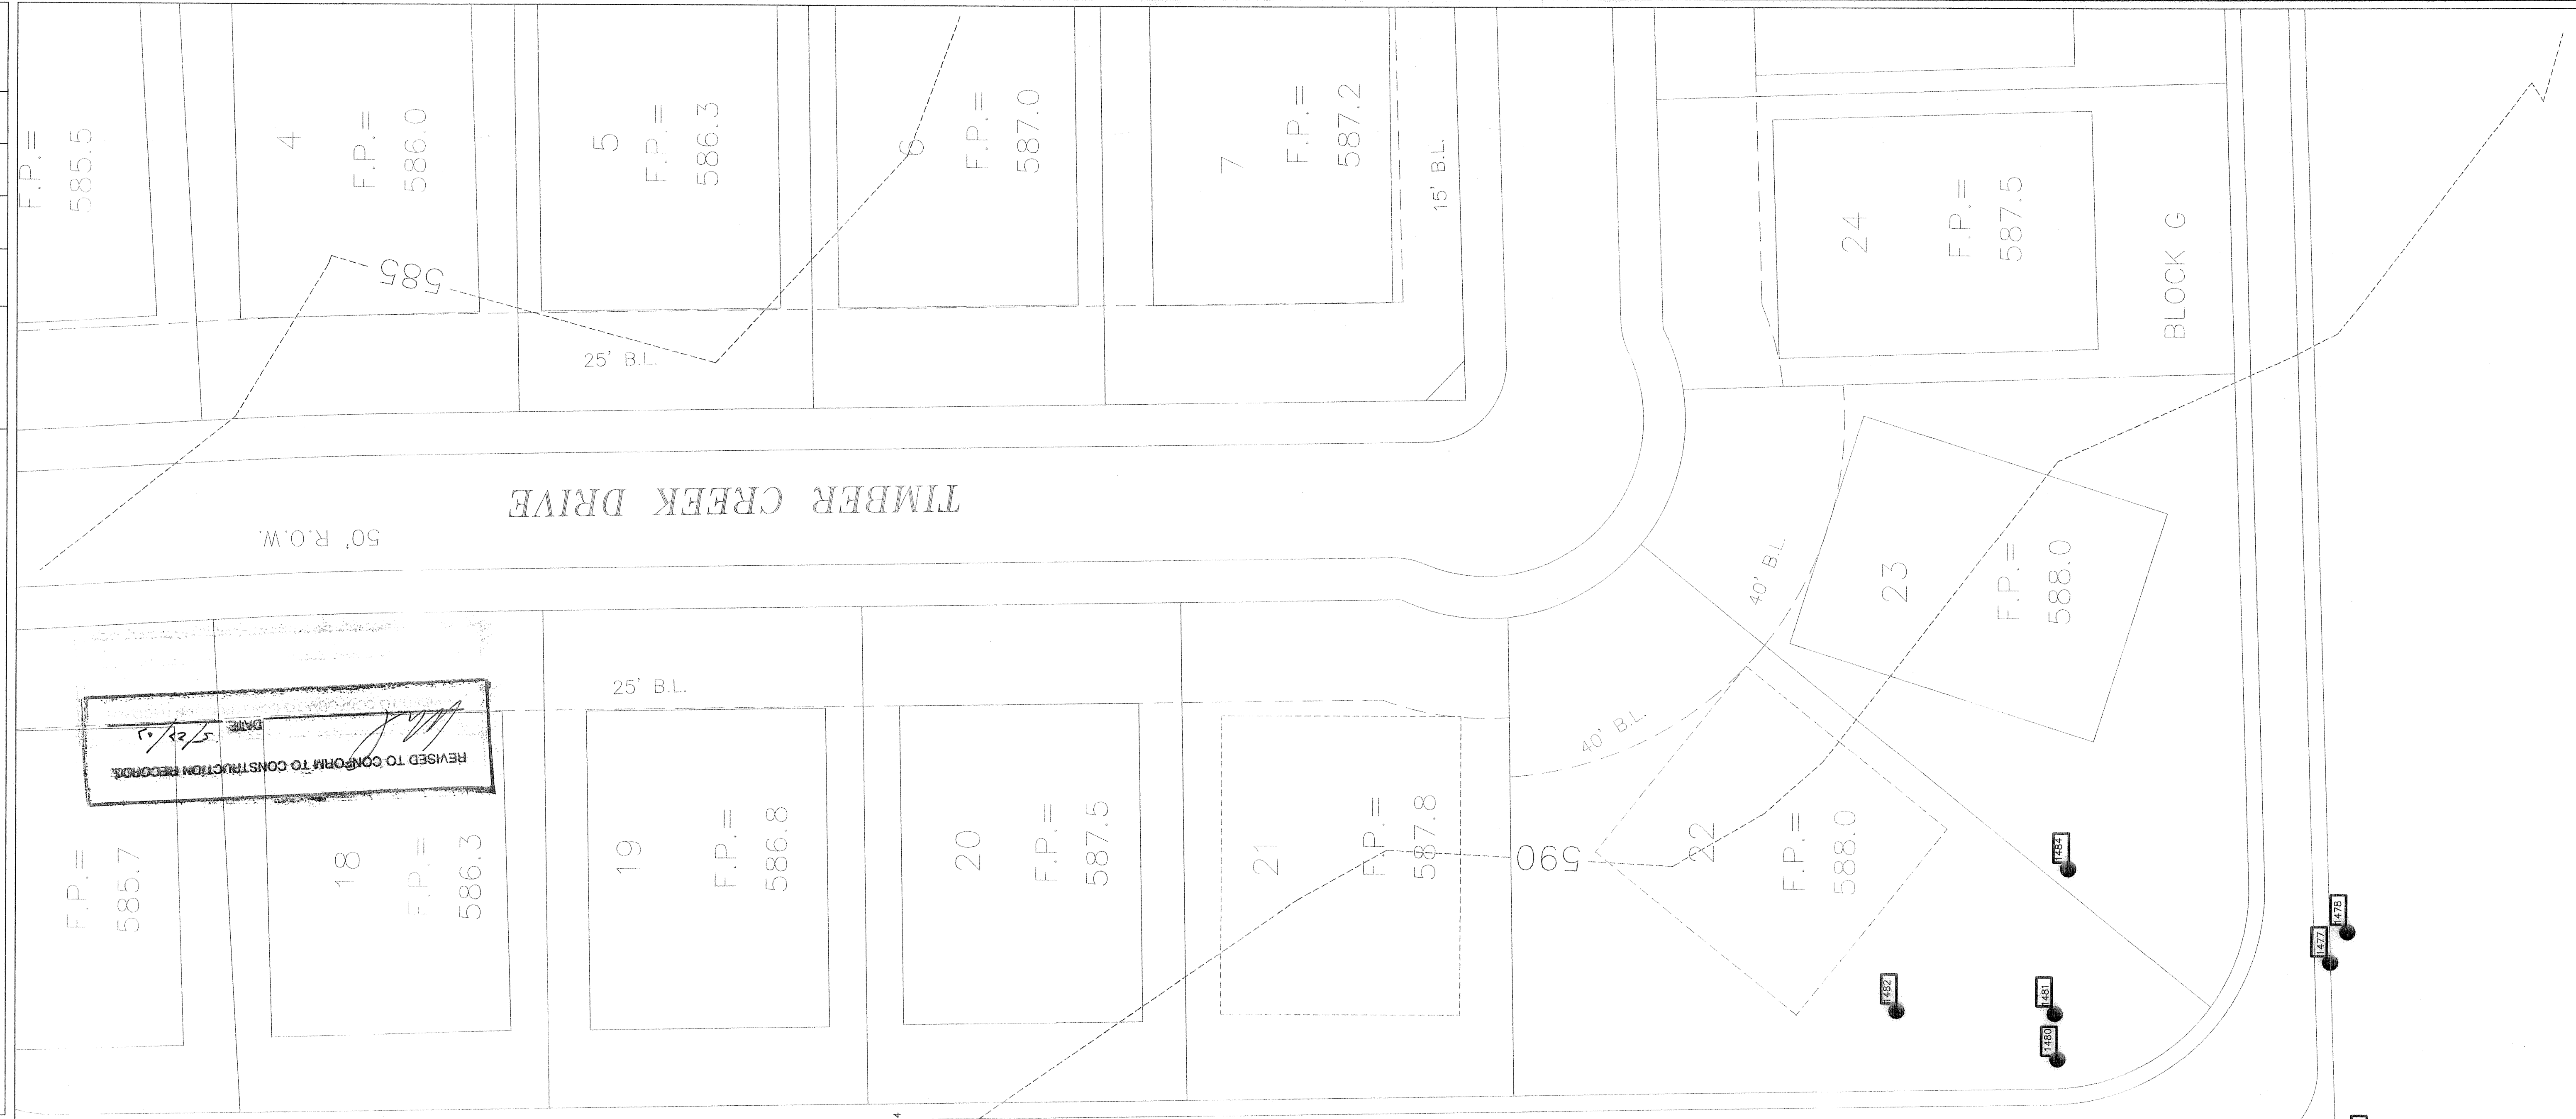 F.P.=
585.5
4
F.P.=
586.0
5
F.P.=
586.3
6
F.P.=
587.0
7
F.P.=
587.2
15' B.L.
24
F.P.=
587.5
BLOCK G
585
25' B.L.
TIMBER CREEK DRIVE
50' R.O.W.
40' B.L.
23
F.P.=
588.0
25' B.L.
40' B.L.
REVISED TO CONFORM TO CONSTRUCTION RECORDS
DATE
F.P.=
585.7
18
F.P.=
586.3
19
F.P.=
586.8
20
F.P.=
587.5
21
F.P.=
587.8
590
22
F.P.=
588.0
1484
1478
1477
1482
1481
1480
4